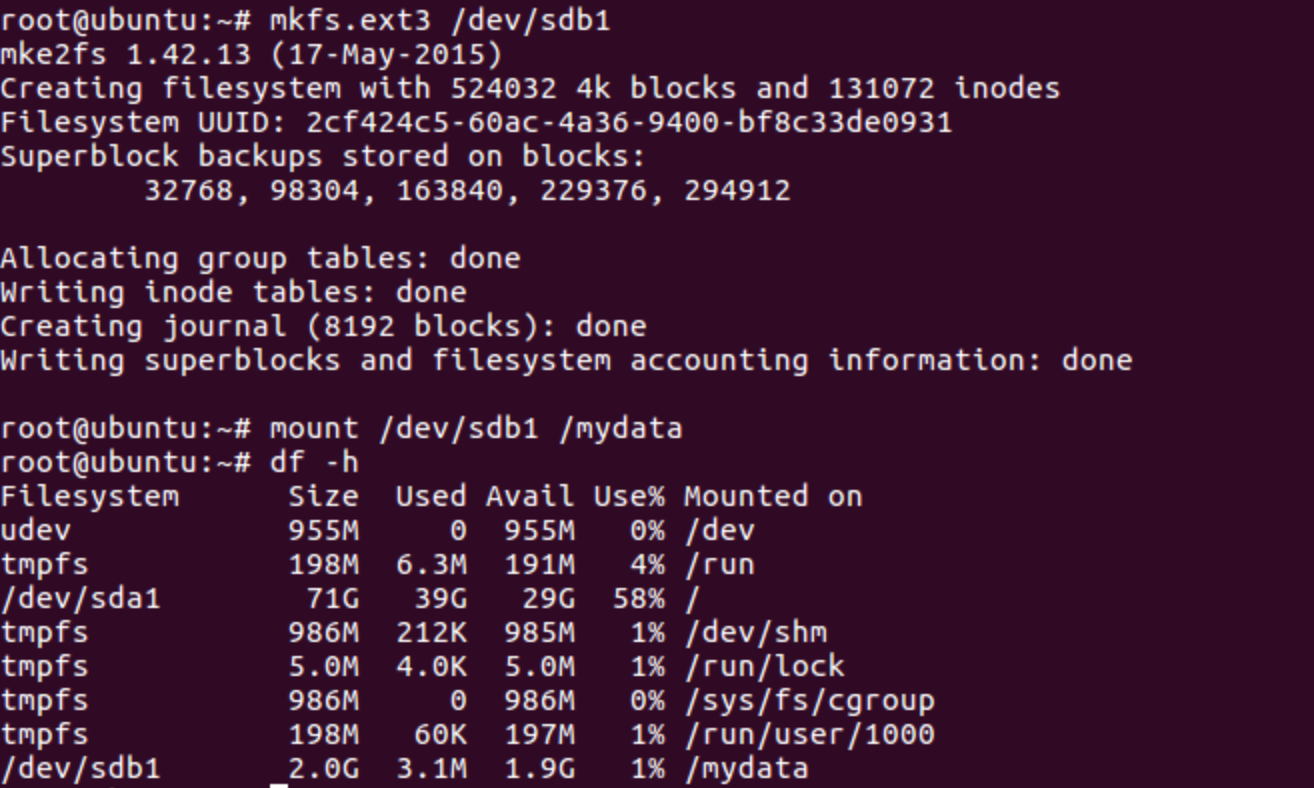 root@ubuntu:~# mkfs.ext3 /dev/sdb1
mke2fs 1.42.13 (17-May-2015)
Creating filesystem with 524032 4k blocks and 131072 inodes
Filesystem UUID: 2cf424c5-60ac-4a36-9400-bf8c33de0931
Superblock backups stored on blocks:
        32768, 98304, 163840, 229376, 294912

Allocating group tables: done
Writing inode tables: done
Creating journal (8192 blocks): done
Writing superblocks and filesystem accounting information: done

root@ubuntu:~# mount /dev/sdb1 /mydata
root@ubuntu:~# df -h
Filesystem      Size  Used Avail Use% Mounted on
udev            955M     0  955M   0% /dev
tmpfs           198M  6.3M  191M   4% /run
/dev/sda1        71G   39G   29G  58% /
tmpfs           986M  212K  985M   1% /dev/shm
tmpfs           5.0M  4.0K  5.0M   1% /run/lock
tmpfs           986M     0  986M   0% /sys/fs/cgroup
tmpfs           198M   60K  197M   1% /run/user/1000
/dev/sdb1       2.0G  3.1M  1.9G   1% /mydata